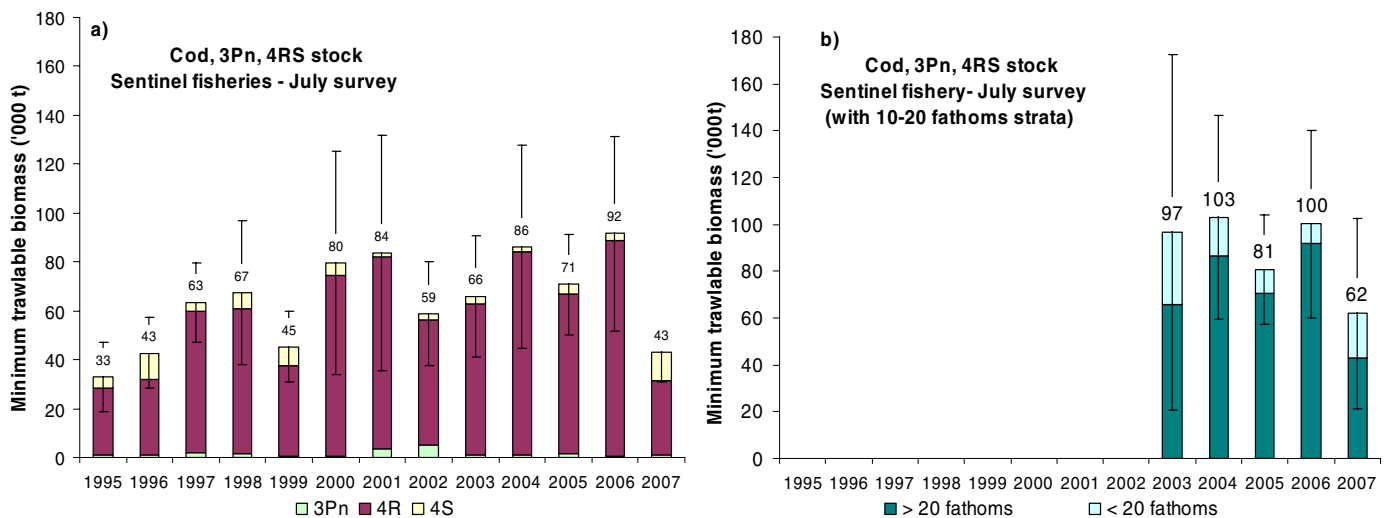 a)
Cod, 3Pn, 4RS stock
Sentinel fisheries - July survey
Minimum trawlable biomass ('000 t)
180
160
140
120
100
80
60
40
20
0
33
43
63
67
45
80
84
59
66
86
71
92
43
1995 1996 1997 1998 1999 2000 2001 2002 2003 2004 2005 2006 2007
3Pn 4R 4S
b)
Cod, 3Pn, 4RS stock
Sentinel fishery- July survey
(with 10-20 fathoms strata)
Minimum trawlable biomass ('000t)
180
160
140
120
100
80
60
40
20
0
97
103
81
100
62
1995 1996 1997 1998 1999 2000 2001 2002 2003 2004 2005 2006 2007
> 20 fathoms < 20 fathoms